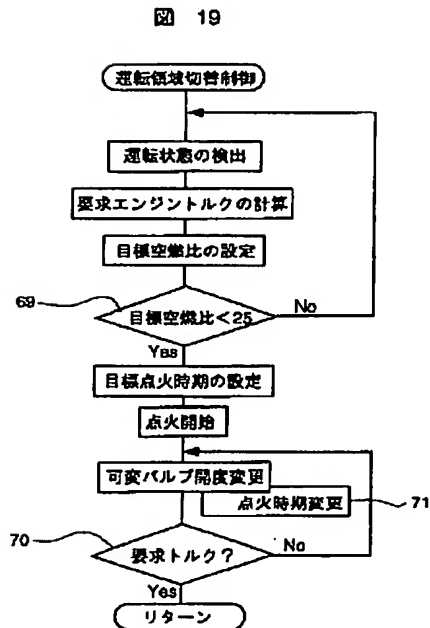 図 19
運転領域切替制御
運転状態の検出
要求エンジントルクの計算
目標空燃比の設定
69
目標空燃比<25
No
Yes
目標点火時期の設定
点火開始
可変バルブ開度変更
点火時期変更
71
70
要求トルク?
No
Yes
リターン